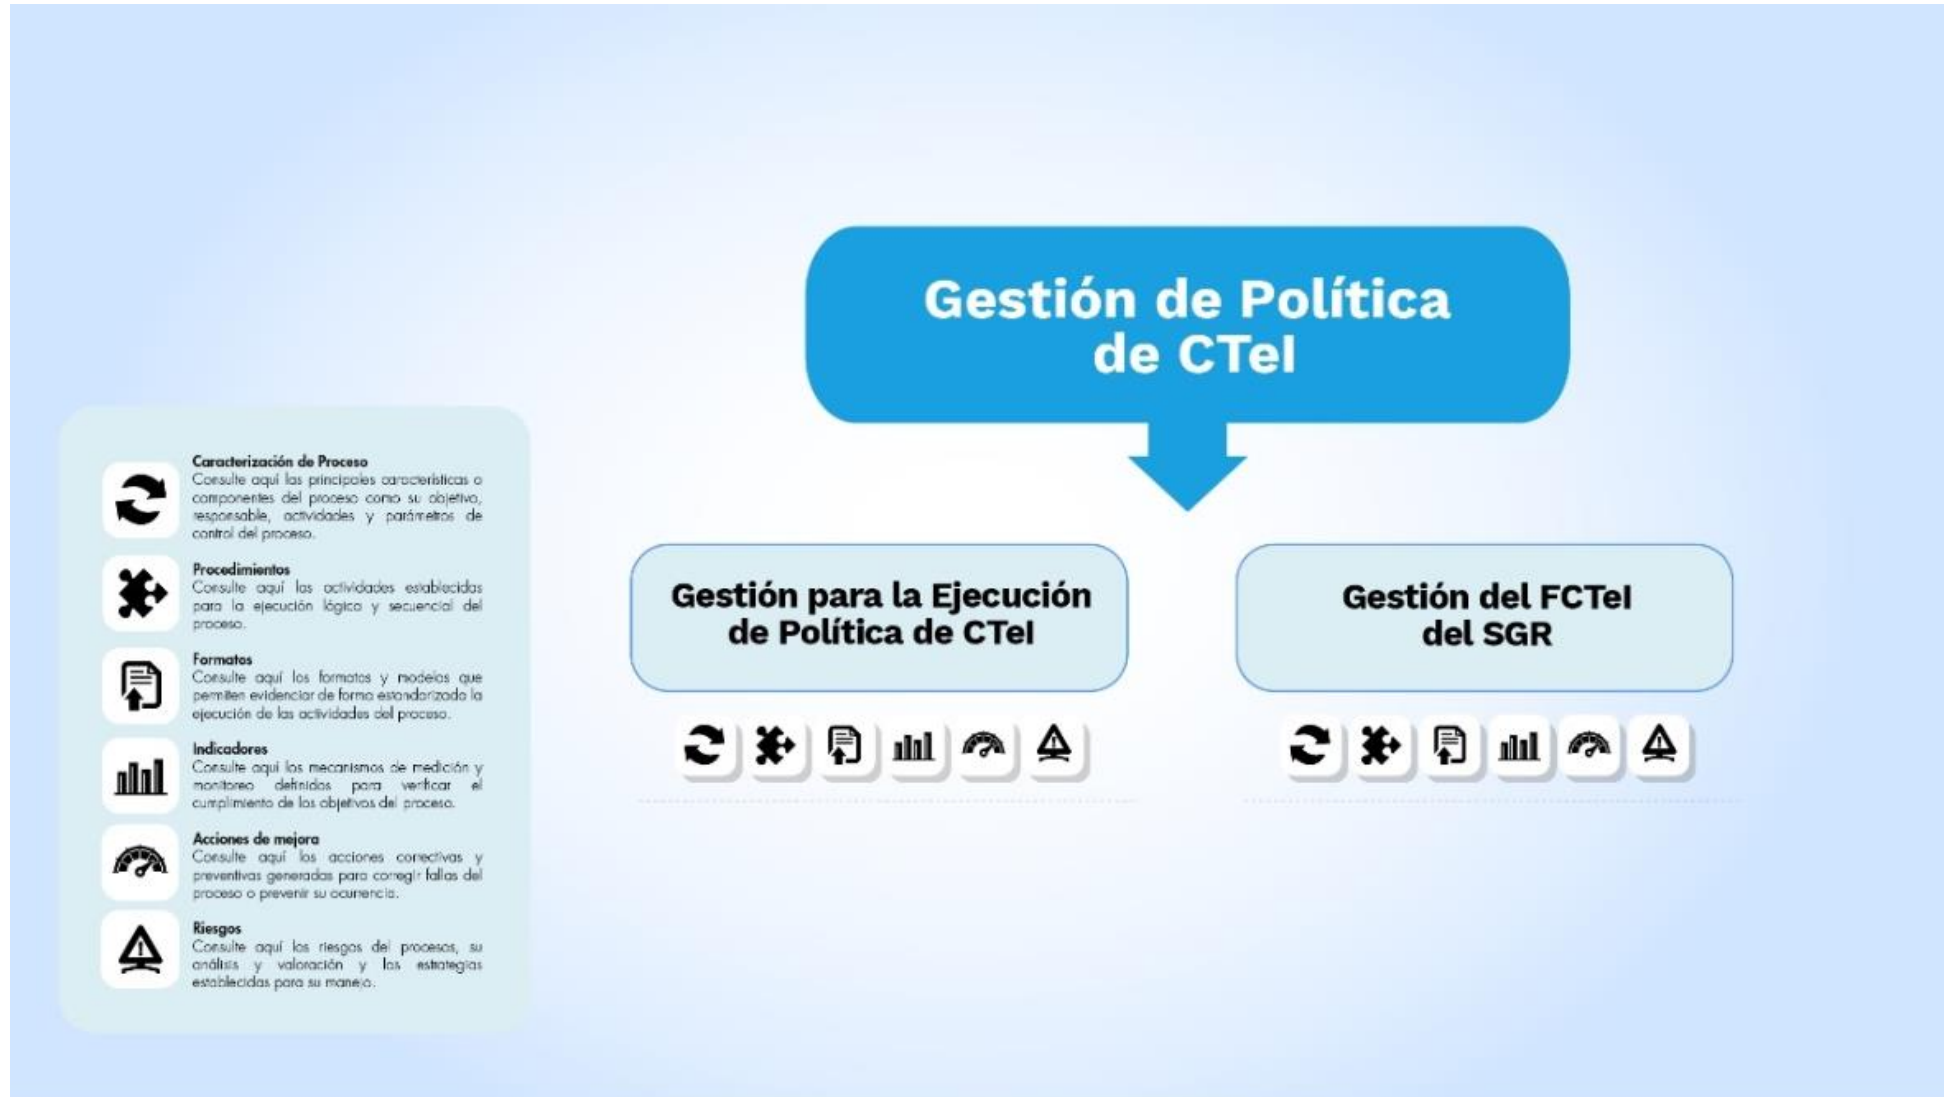 Gestión de Política
de CTeI
Caracterización de Proceso
Consulte aquí las principales características o
componentes del proceso como su objetivo,
responsable, actividades y parámetros de
control del proceso.
Procedimientos
Consulte aquí las actividades establecidas
para la ejecución lógica y secuencial del
proceso.
Formatos
Consulte aquí los formatos y modelos que
permiten evidenciar de forma estandarizada la
ejecución de las actividades del proceso.
Indicadores
Consulte aquí los mecanismos de medición y
monitoreo definidos para verificar el
cumplimiento de los objetivos del proceso.
Acciones de mejora
Consulte aquí las acciones correctivas y
preventivas generadas para corregir fallas del
proceso o prevenir su ocurrencia.
Riesgos
Consulte aquí los riesgos del procesos, su
análisis y valoración y las estrategias
establecidas para su manejo.
Gestión para la Ejecución
de Política de CTeI
Gestión del FCTeI
del SGR